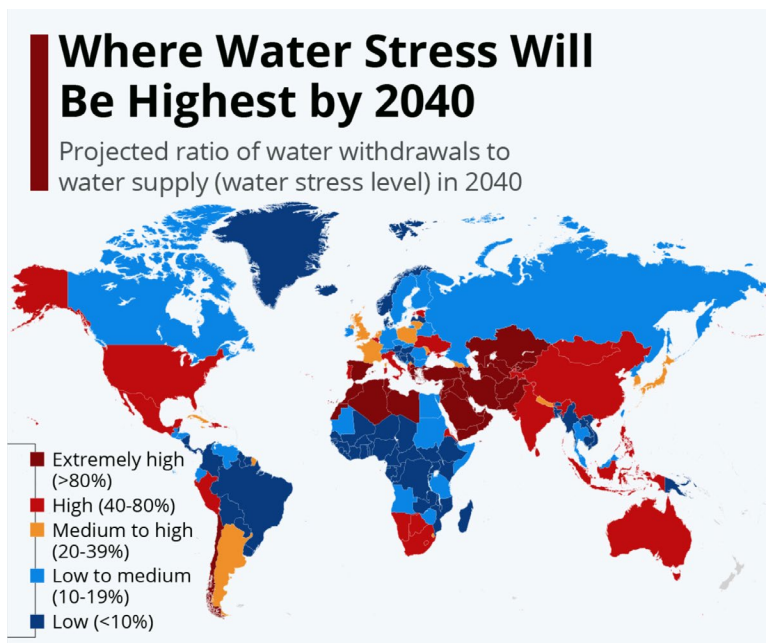 Where Water Stress Will
Be Highest by 2040
Projected ratio of water withdrawals to
water supply (water stress level) in 2040
Extremely high
(>80%)
High (40-80%)
Medium to high
(20-39%)
Low to medium
(10-19%)
Low (<10%)